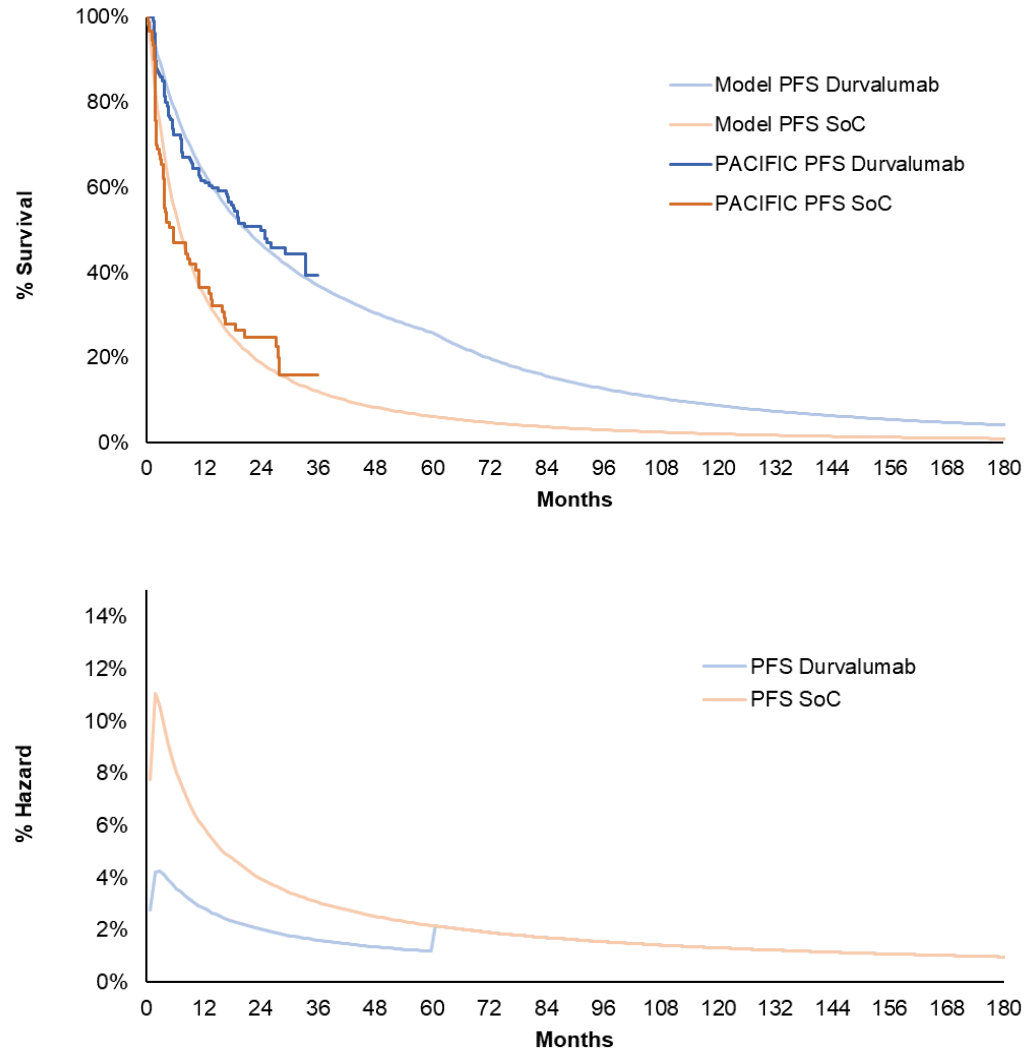 100%
80%
60%
40%
20%
0%
% Survival
Model PFS Durvalumab
Model PFS SoC
PACIFIC PFS Durvalumab
PACIFIC PFS SoC
0 12 24 36 48 60 72 84 96 108 120 132 144 156 168 180
Months
14%
12%
10%
8%
6%
4%
2%
0%
% Hazard
PFS Durvalumab
PFS SoC
0 12 24 36 48 60 72 84 96 108 120 132 144 156 168 180
Months